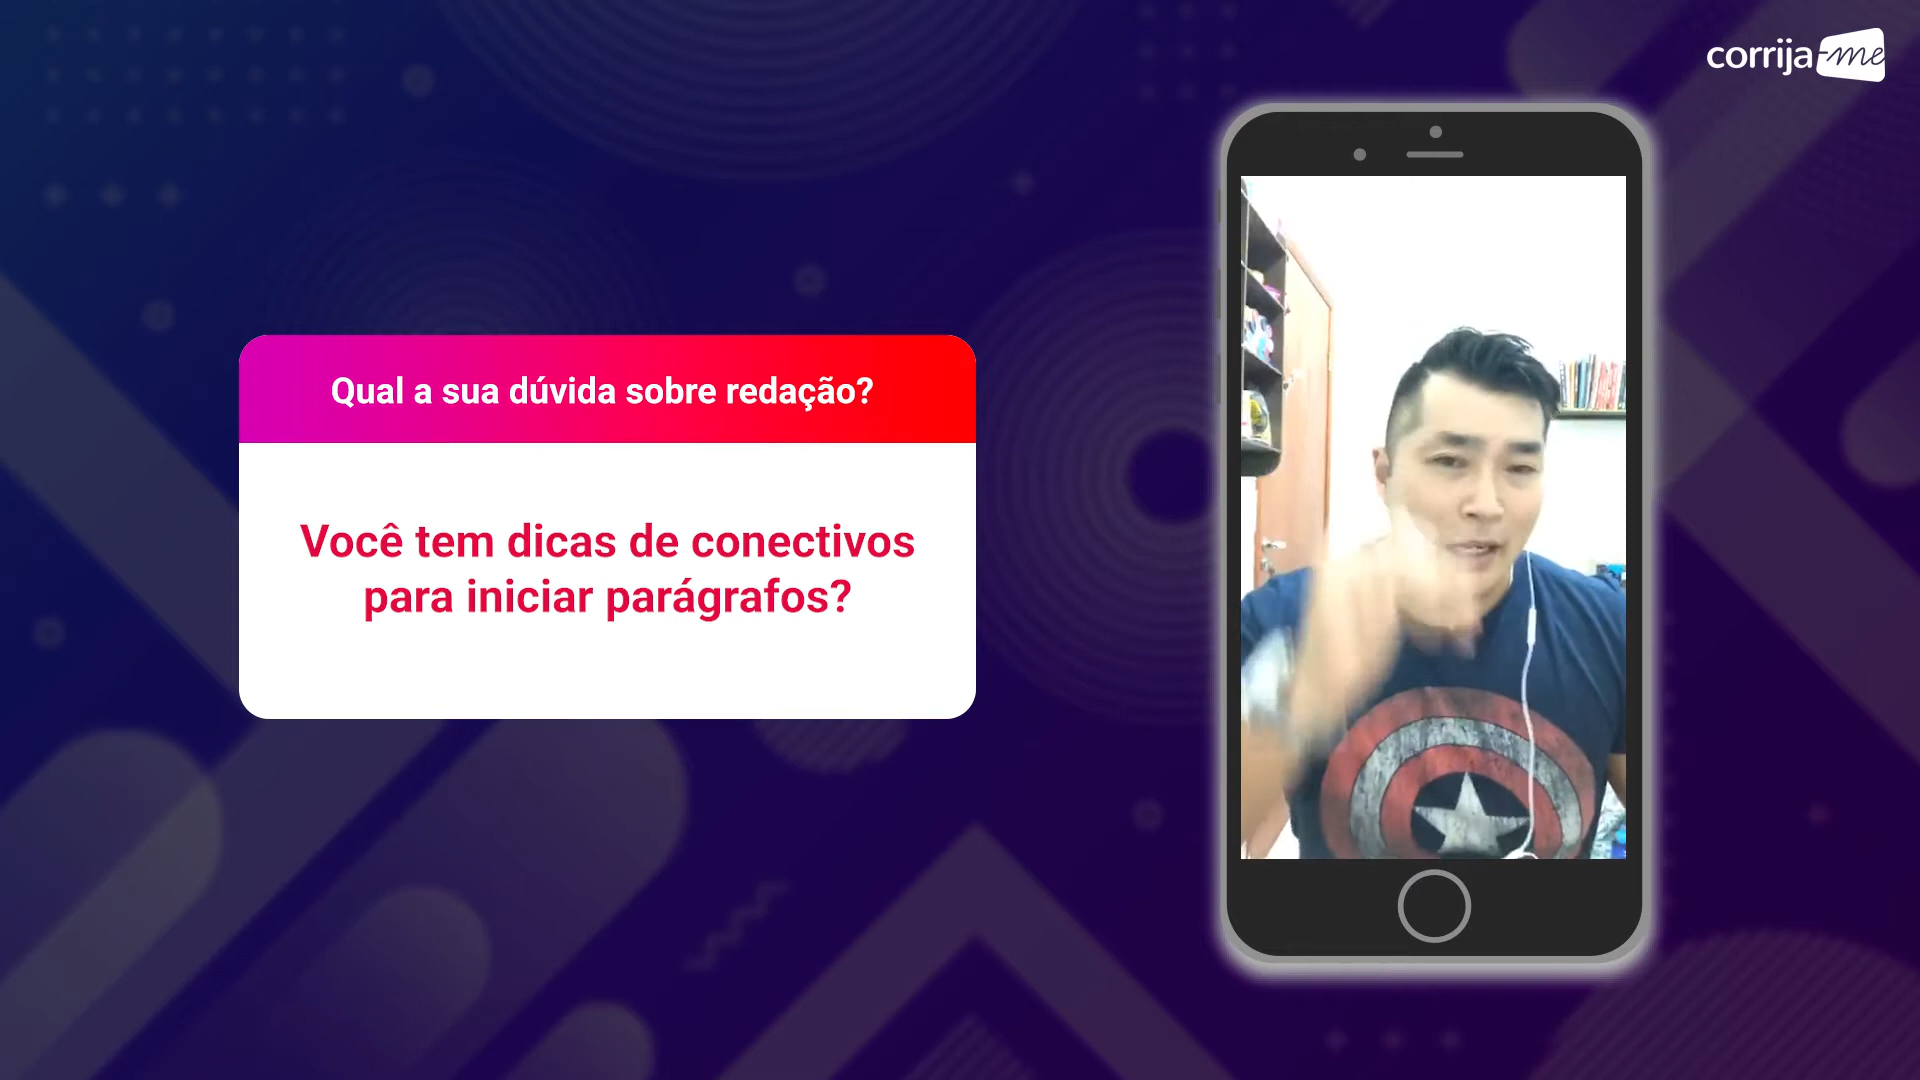 corrija-me
Qual a sua dúvida sobre redação?
Você tem dicas de conectivos
para iniciar parágrafos?